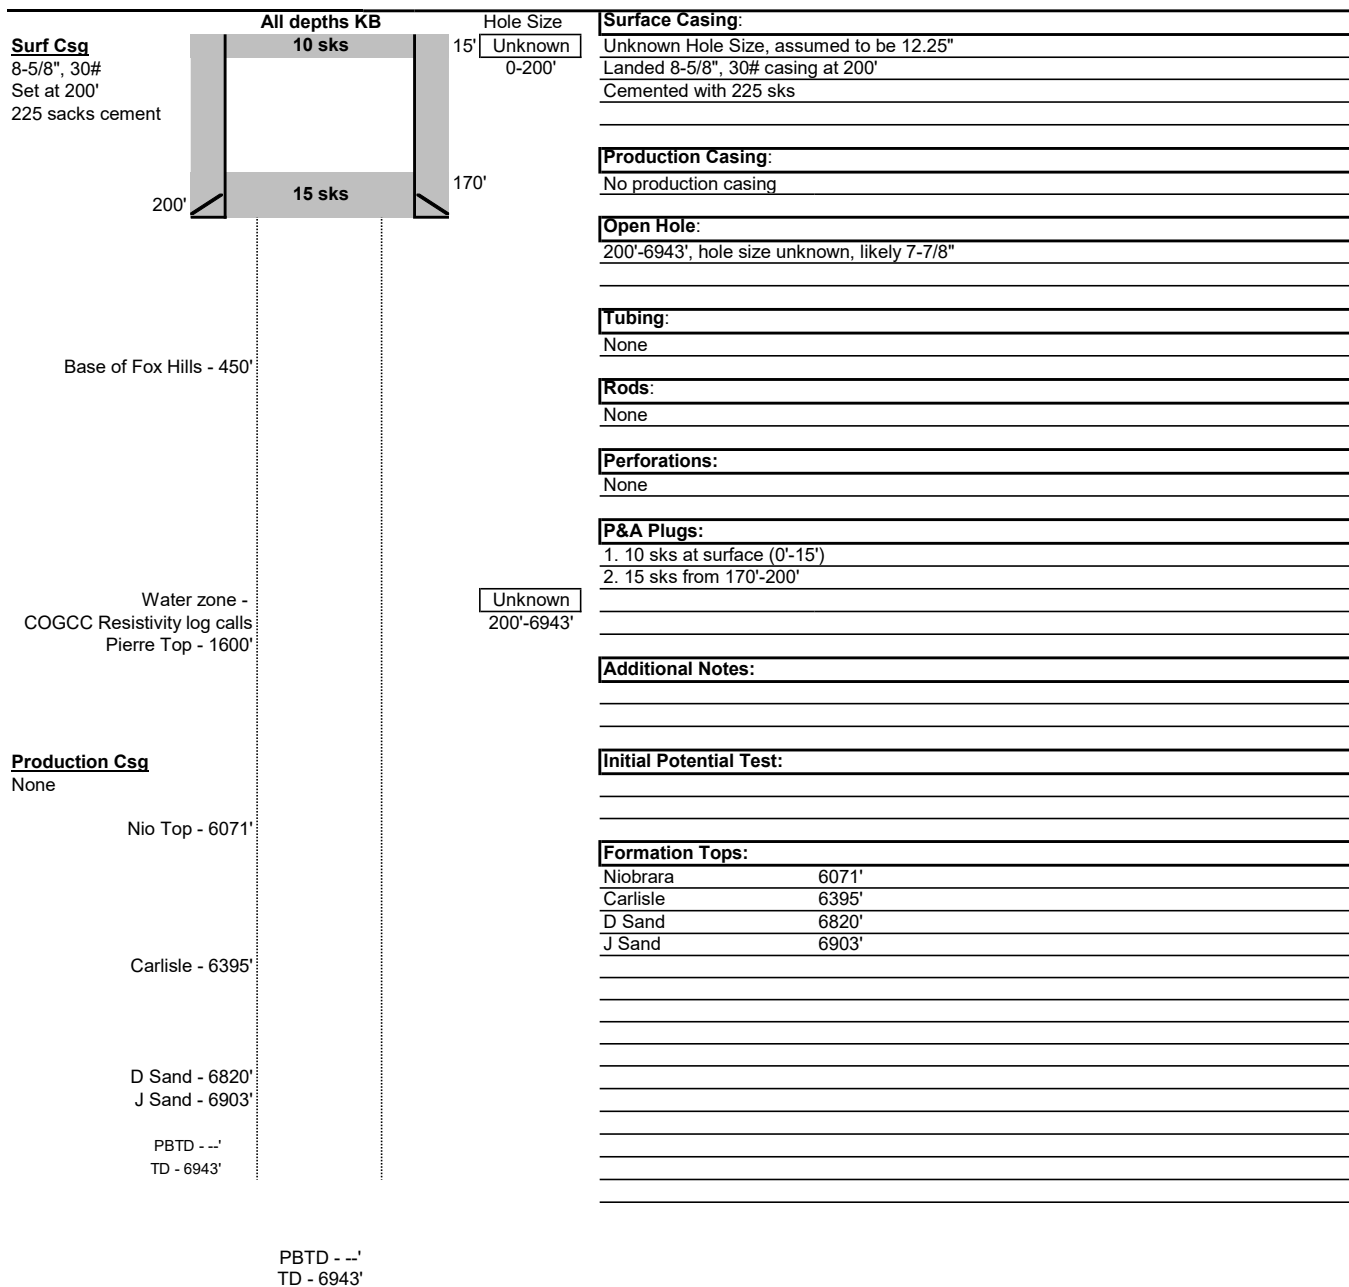 All depths KB
Hole Size
Surf Csg
8-5/8", 30#
Set at 200'
225 sacks cement
10 sks
15'
Unknown
0-200'
15 sks
170'
200'
Base of Fox Hills - 450'
Water zone -
COGCC Resistivity log calls
Pierre Top - 1600'
Unknown
200'-6943'
Production Csg
None
Nio Top - 6071'
Carlisle - 6395'
D Sand - 6820'
J Sand - 6903'
PBTD - --'
TD - 6943'
PBTD - --'
TD - 6943'
Surface Casing:
Unknown Hole Size, assumed to be 12.25"
Landed 8-5/8", 30# casing at 200'
Cemented with 225 sks
Production Casing:
No production casing
Open Hole:
200'-6943', hole size unknown, likely 7-7/8"
Tubing:
None
Rods:
None
Perforations:
None
P&A Plugs:
1. 10 sks at surface (0'-15')
2. 15 sks from 170'-200'
Additional Notes:
Initial Potential Test:
Formation Tops:
Niobrara 6071'
Carlisle 6395'
D Sand 6820'
J Sand 6903'